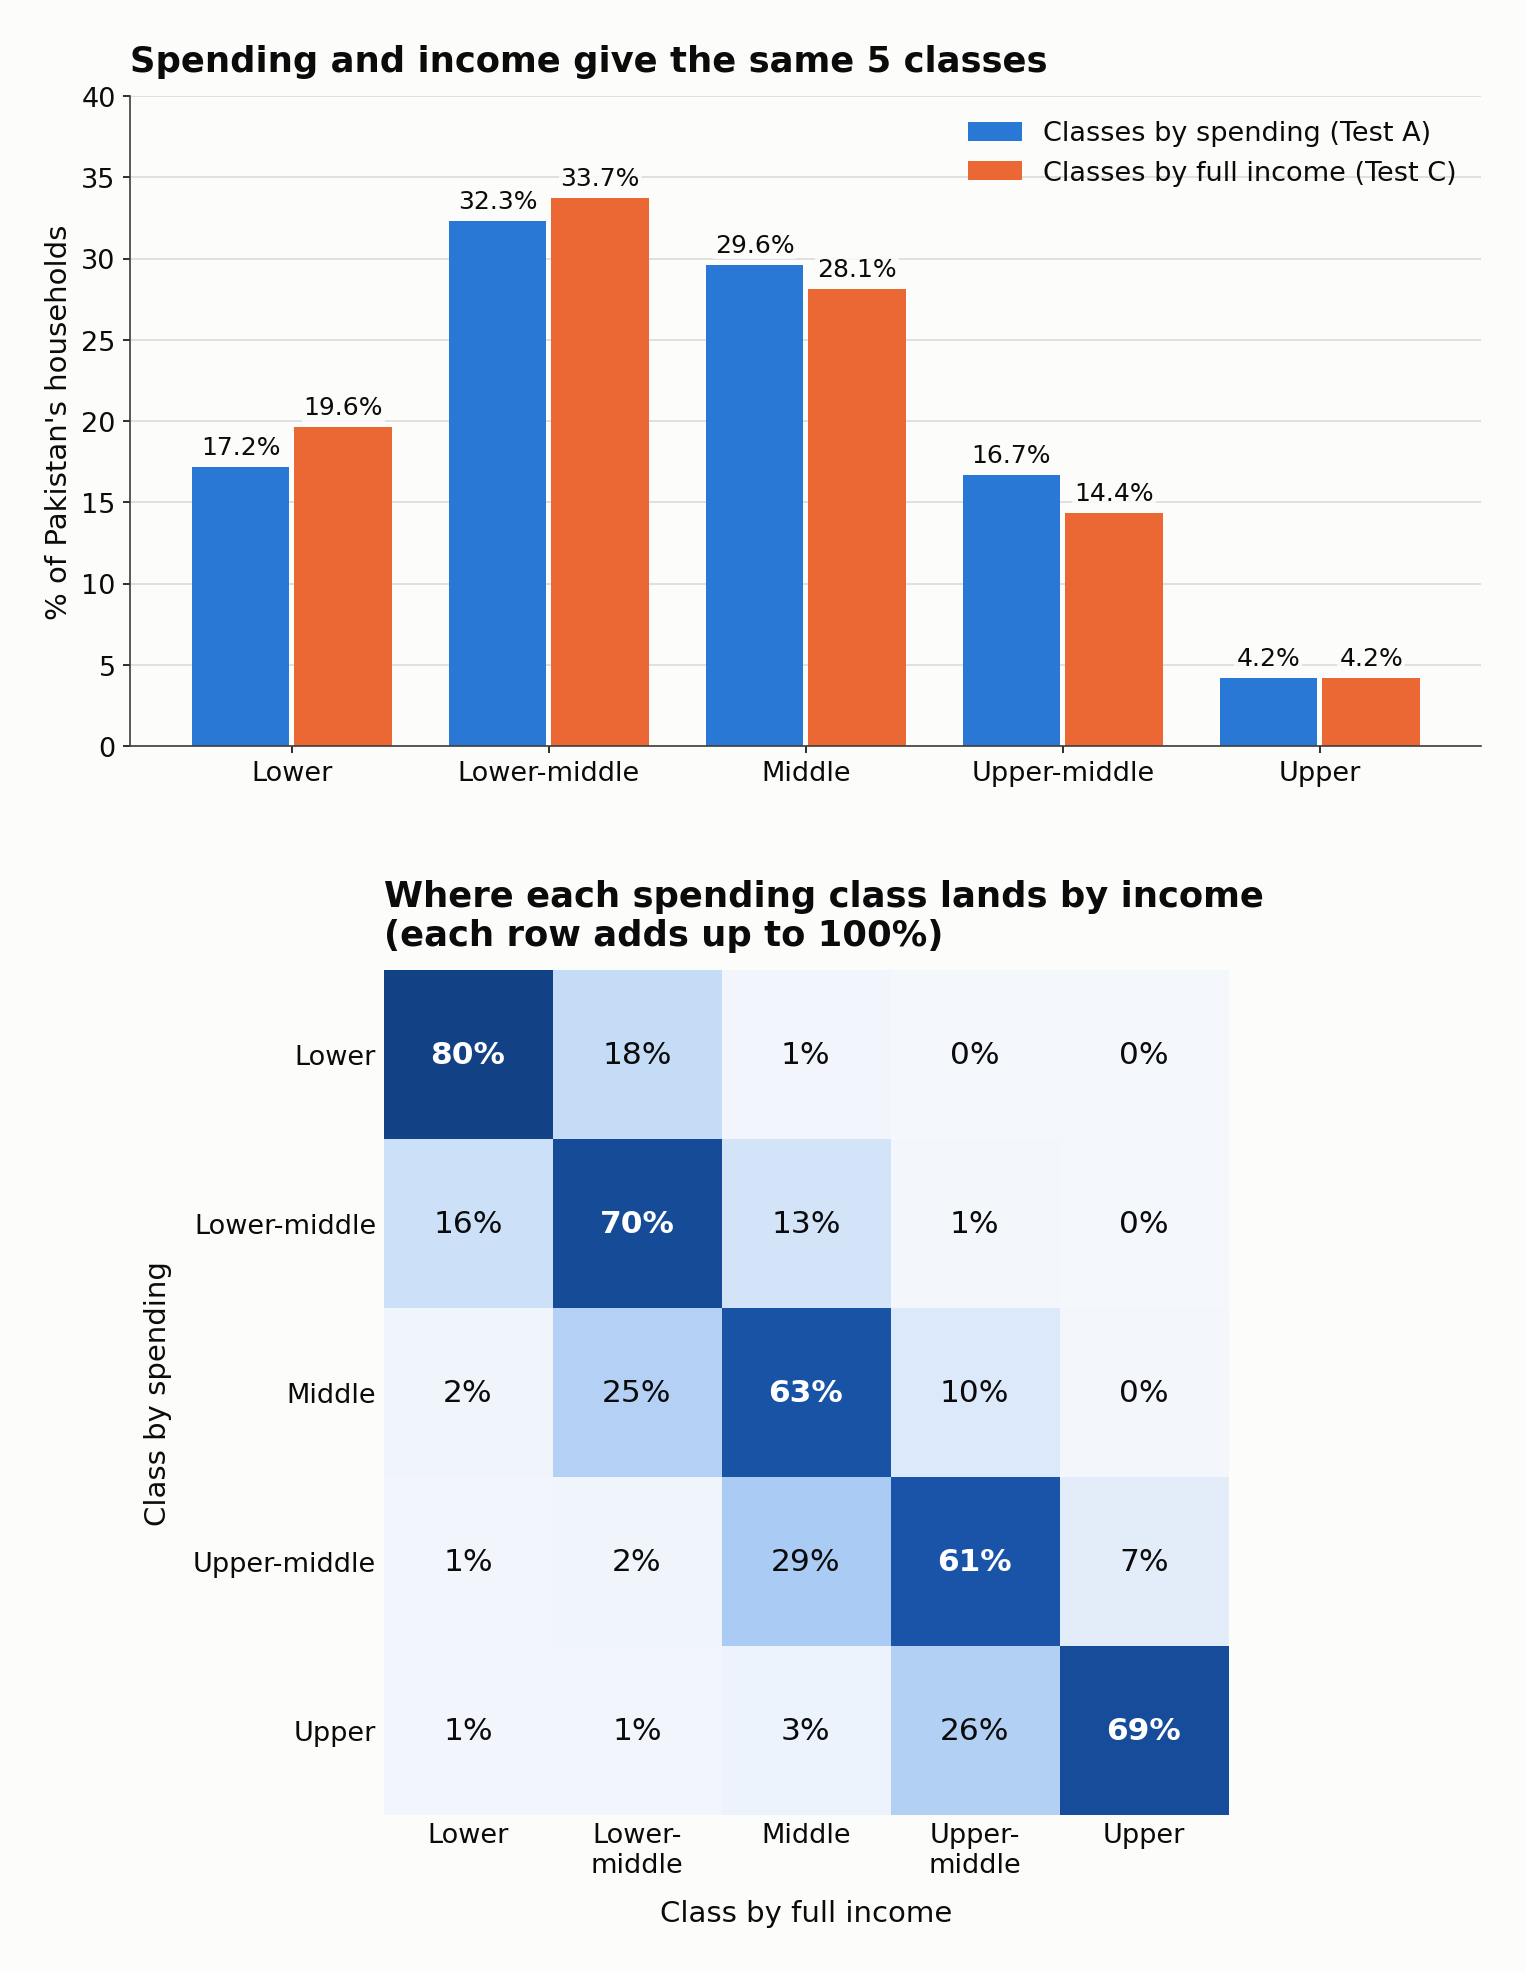 Spending and income give the same 5 classes
Classes by spending (Test A)
Classes by full income (Test C)
% of Pakistan's households
40
35
30
25
20
15
10
5
0
17.2%
19.6%
32.3%
33.7%
29.6%
28.1%
16.7%
14.4%
4.2%
4.2%
Lower
Lower-middle
Middle
Upper-middle
Upper
Where each spending class lands by income
(each row adds up to 100%)
Class by spending
Lower 80% 18% 1% 0% 0%
Lower-middle 16% 70% 13% 1% 0%
Middle 2% 25% 63% 10% 0%
Upper-middle 1% 2% 29% 61% 7%
Upper 1% 1% 3% 26% 69%
Lower
Lower-
middle
Middle
Upper-
middle
Upper
Class by full income